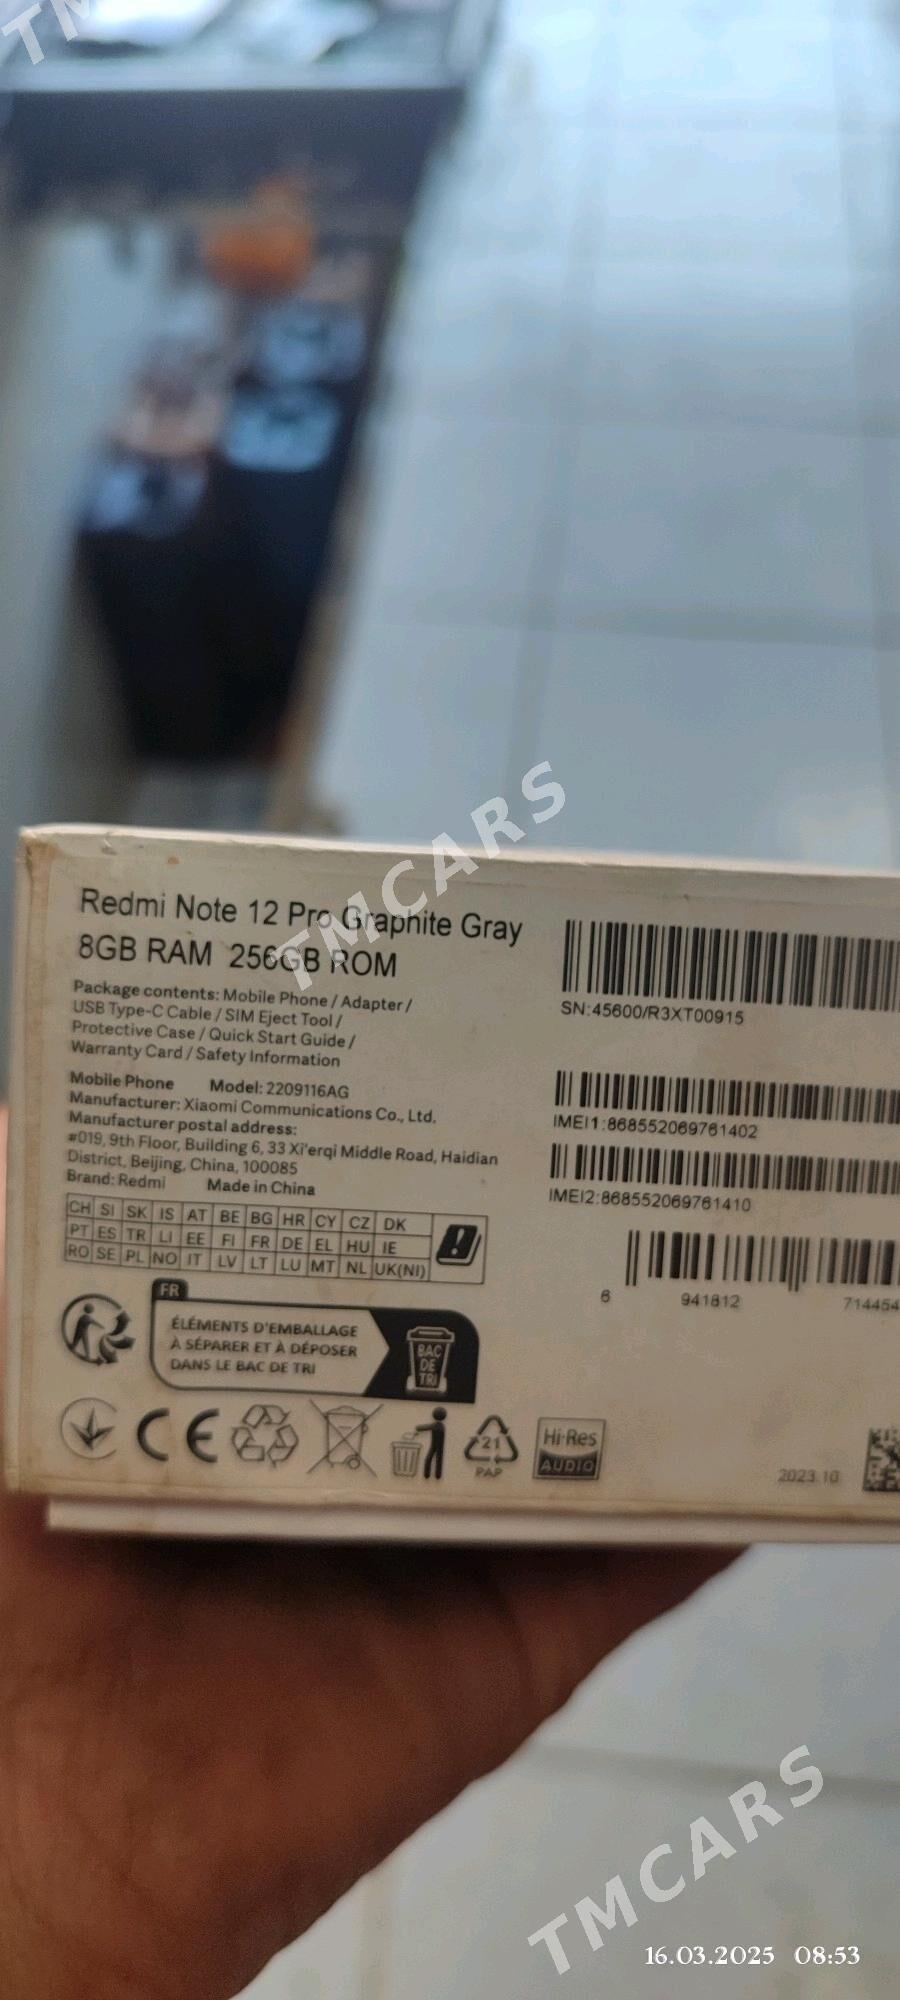 TM
TMCARS
Redmi Note 12 Pro Graphite Gray
8GB RAM 256GB ROM
Package contents: Mobile Phone / Adapter /
USB Type-C Cable / SIM Eject Tool /
Protective Case / Quick Start Guide /
Warranty Card / Safety Information
Mobile Phone Model: 2209116AG
Manufacturer: Xiaomi Communications Co., Ltd.
Manufacturer postal address:
#019, 9th Floor, Building 6, 33 Xi'erqi Middle Road, Haidian
District, Beijing, China, 100085
Brand: Redmi Made in China
CH SI SK IS AT BE BG HR CY CZ DK
PT ES TR LI EE FI FR DE EL HU IE
RO SE PL NO IT LV LT LU MT NL UK(NI)
FR
ÉLÉMENTS D'EMBALLAGE
À SÉPARER ET À DÉPOSER
DANS LE BAC DE TRI
BAC
DE
TRI
CE
21
PAP
Hi-Res
AUDIO
SN:45600/R3XT00915
IMEI1:868552069761402
IMEI2:868552069761410
6 941812 714454
2023.10
TMCARS
16.03.2025 08:53